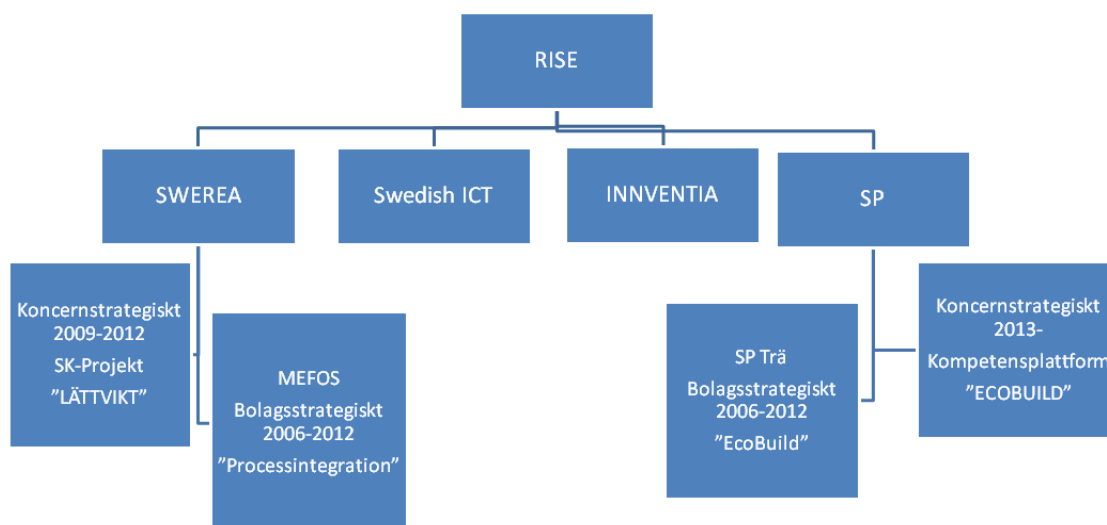 RISE
SWEREA
Swedish ICT
INNVENTIA
SP
Koncernstrategiskt
2009-2012
SK-Projekt
”LÄTTVIKT”
MEFOS
Bolagsstrategiskt
2006-2012
”Processintegration”
SP Trä
Bolagsstrategiskt
2006-2012
”EcoBuild”
Koncernstrategiskt
2013-
Kompetensplattform
”ECOBUILD”